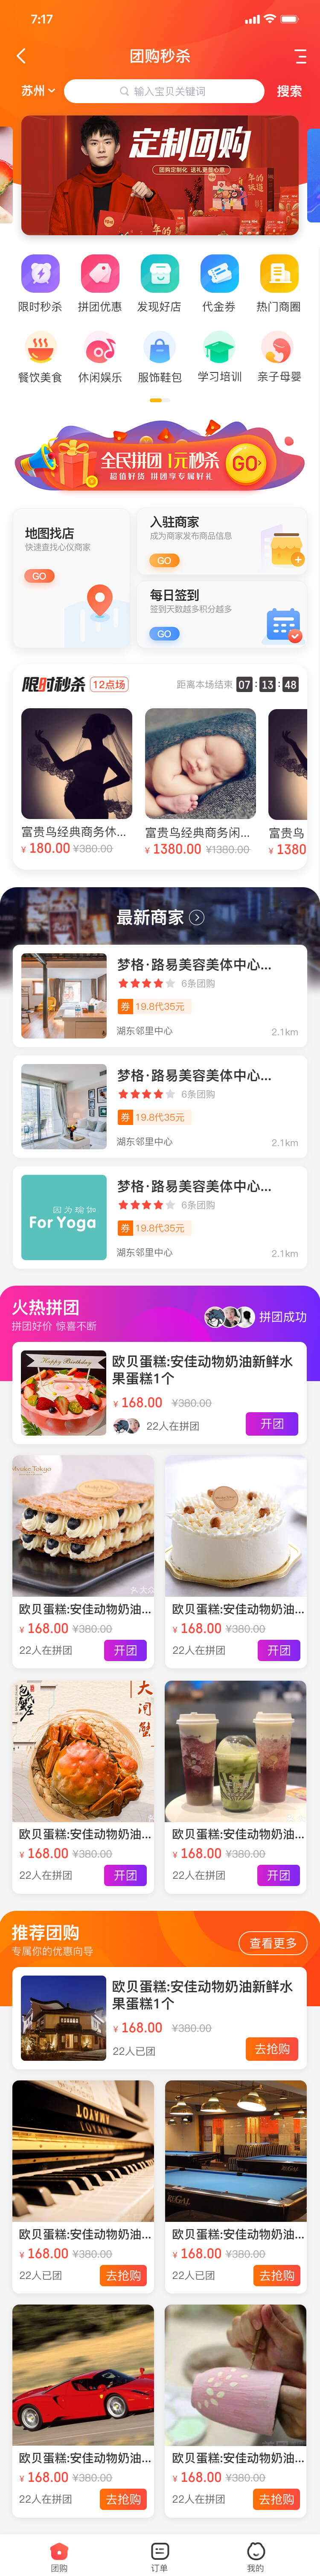 7:17
团购秒杀
苏州
输入宝贝关键词
搜索
定制团购
团购定制化 送礼更显心意
限时秒杀
拼团优惠
发现好店
代金券
热门商圈
餐饮美食
休闲娱乐
服饰鞋包
学习培训
亲子母婴
全民拼团 1元秒杀
超值好货 拼团享专属好礼
GO
地图找店
快速查找心仪商家
GO
入驻商家
成为商家发布商品信息
GO
每日签到
签到天数越多积分越多
GO
限时秒杀 12点场
距离本场结束 07:13:48
富贵鸟经典商务休...
¥ 180.00 ¥380.00
富贵鸟经典商务闲...
¥ 1380.00 ¥1380.00
富贵鸟
¥ 1380
最新商家
梦格·路易美容美体中心...
6条团购
券 19.8代35元
湖东邻里中心
2.1km
梦格·路易美容美体中心...
6条团购
券 19.8代35元
湖东邻里中心
2.1km
因为瑜伽
For Yoga
梦格·路易美容美体中心...
6条团购
券 19.8代35元
湖东邻里中心
2.1km
火热拼团
拼团好价 惊喜不断
拼团成功
Happy Birthday
欧贝蛋糕:安佳动物奶油新鲜水
果蛋糕1个
¥ 168.00 ¥380.00
22人在拼团
开团
欧贝蛋糕:安佳动物奶油...
¥ 168.00 ¥380.00
22人在拼团
开团
欧贝蛋糕:安佳动物奶油...
¥ 168.00 ¥380.00
22人在拼团
开团
大闸蟹
欧贝蛋糕:安佳动物奶油...
¥ 168.00 ¥380.00
22人在拼团
开团
欧贝蛋糕:安佳动物奶油...
¥ 168.00 ¥380.00
22人在拼团
开团
推荐团购
专属你的优惠向导
查看更多
欧贝蛋糕:安佳动物奶油新鲜水
果蛋糕1个
¥ 168.00 ¥380.00
22人已团
去抢购
欧贝蛋糕:安佳动物奶油...
¥ 168.00 ¥380.00
22人已团
去抢购
欧贝蛋糕:安佳动物奶油...
¥ 168.00 ¥380.00
22人已团
去抢购
欧贝蛋糕:安佳动物奶油...
¥ 168.00 ¥380.00
22人在拼团
去抢购
欧贝蛋糕:安佳动物奶油...
¥ 168.00 ¥380.00
22人在拼团
去抢购
团购
订单
我的